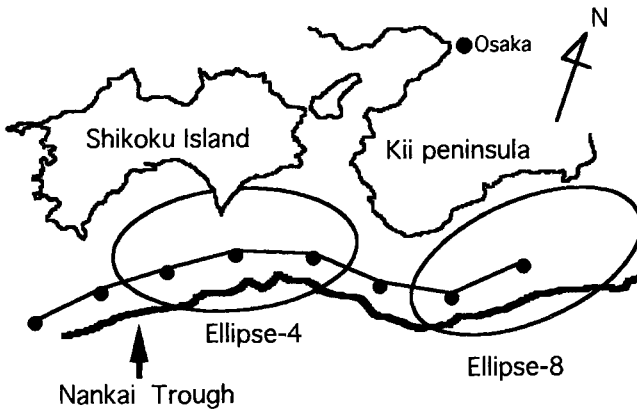 N
Osaka
Shikoku Island
Kii peninsula
Ellipse-4
Ellipse-8
Nankai Trough